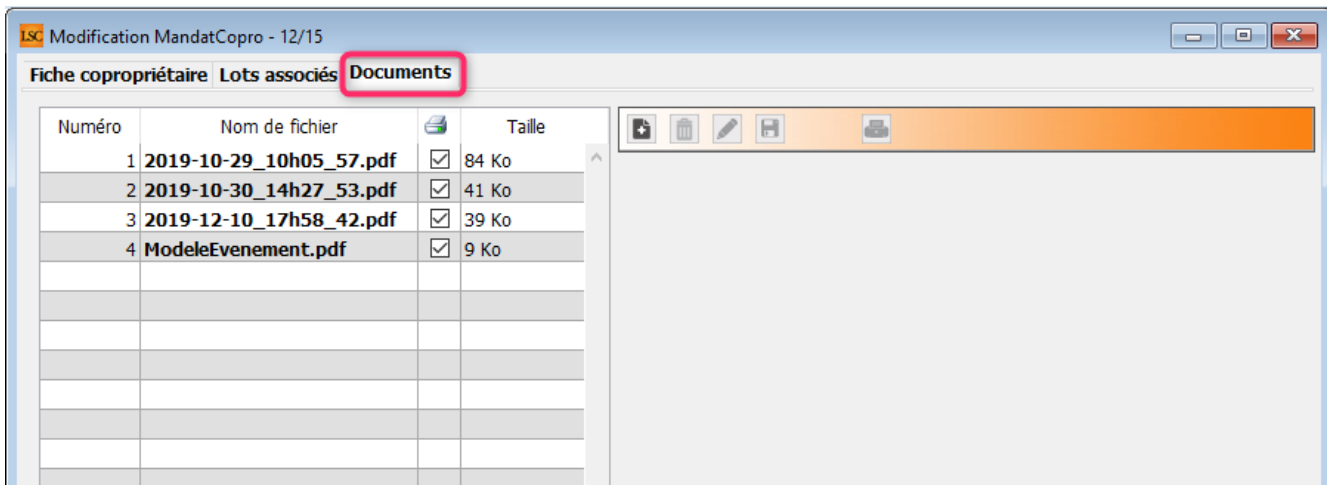 LSC Modification MandatCopro - 12/15
Fiche copropriétaire Lots associés Documents
Numéro Nom de fichier Taille
1 2019-10-29_10h05_57.pdf 84 Ko
2 2019-10-30_14h27_53.pdf 41 Ko
3 2019-12-10_17h58_42.pdf 39 Ko
4 ModeleEvenement.pdf 9 Ko